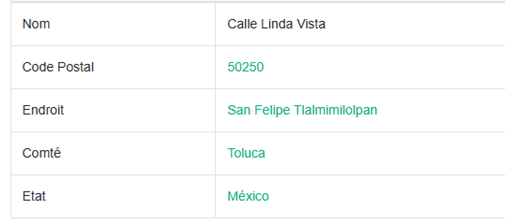 Nom Calle Linda Vista
Code Postal 50250
Endroit San Felipe Tlalmimilolpan
Comté Toluca
Etat México